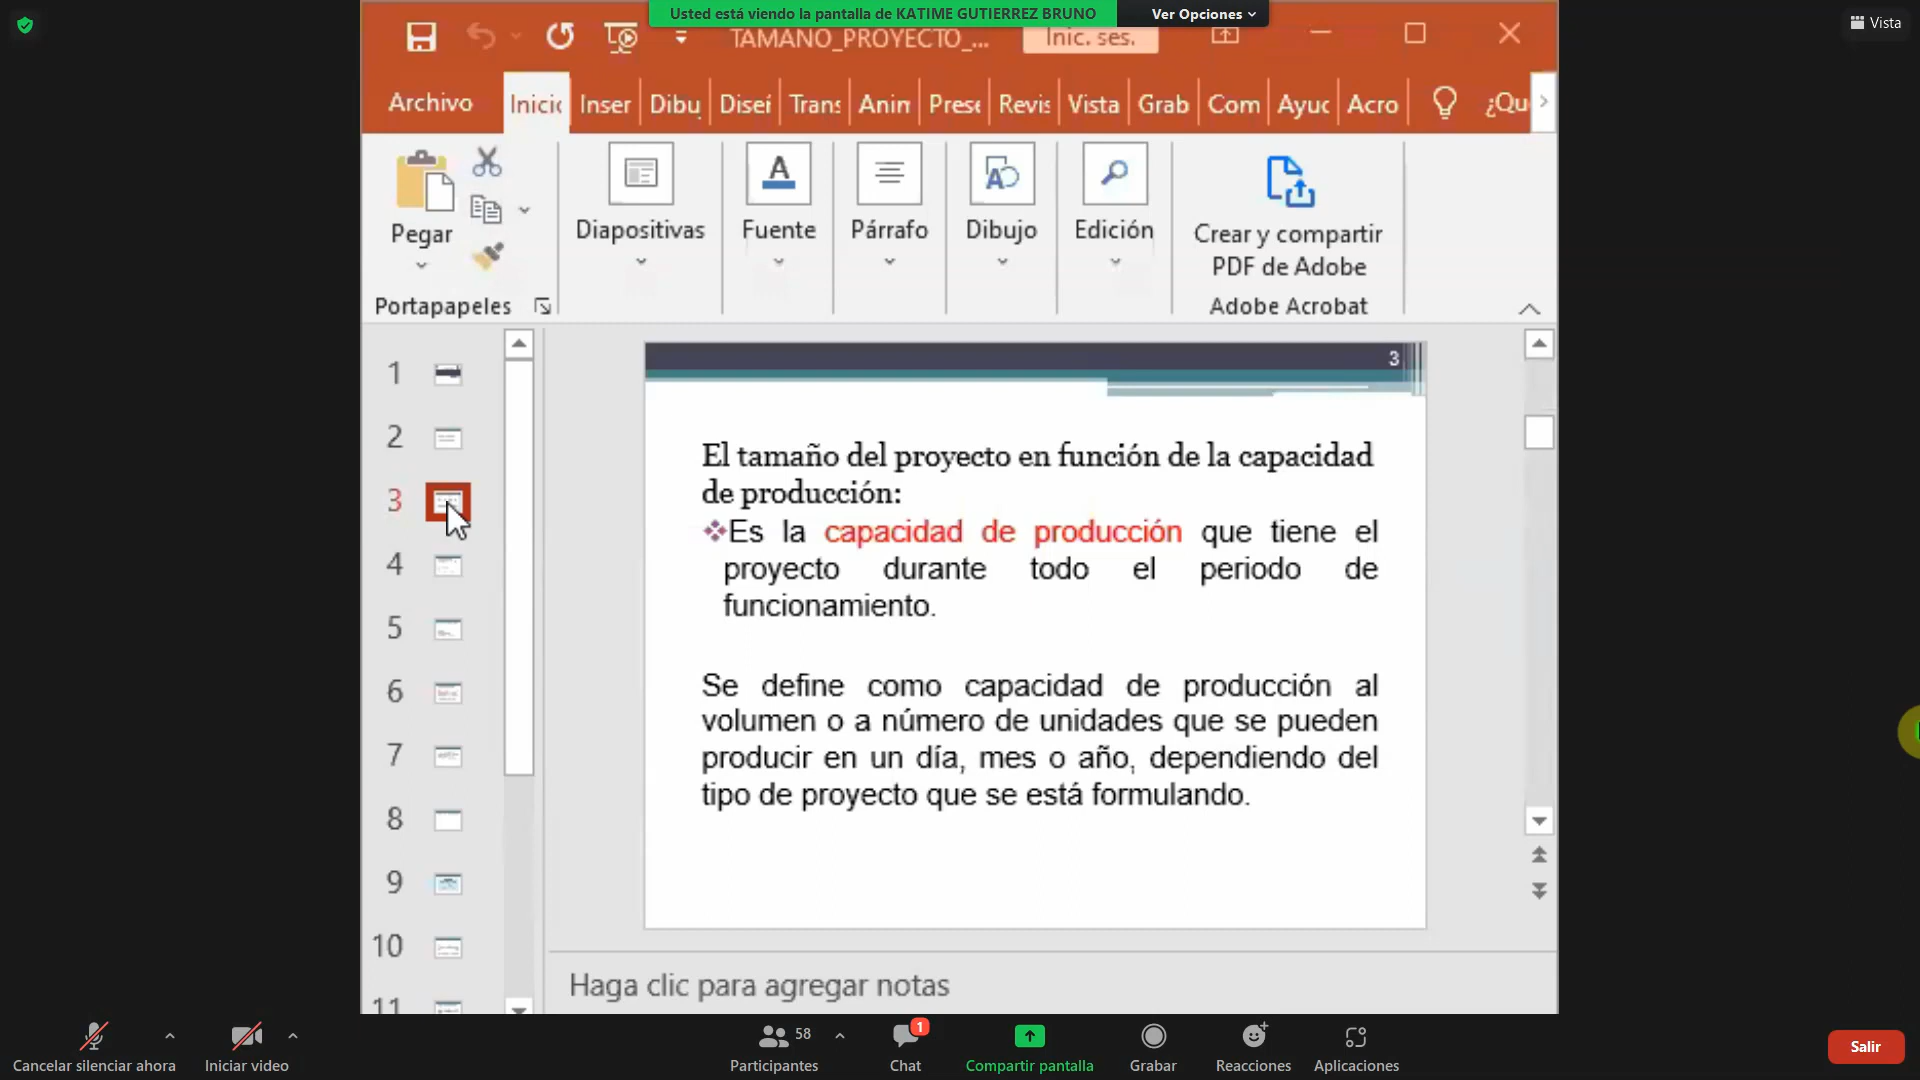 Usted está viendo la pantalla de KATIME GUTIERREZ BRUNO
Ver Opciones
Vista
TAMANO_PROYECTO_...
Inic. ses.
Archivo
Inicio
Inser
Dibu
Diseñ
Trans
Anim
Prese
Revis
Vista
Grab
Com
Ayuc
Acro
¿Qu
Pegar
Diapositivas
Fuente
Párrafo
Dibujo
Edición
Crear y compartir
PDF de Adobe
Portapapeles
Adobe Acrobat
1
2
3
4
5
6
7
8
9
10
11
3
El tamaño del proyecto en función de la capacidad
de producción:
❖Es la capacidad de producción que tiene el
proyecto durante todo el periodo de
funcionamiento.
Se define como capacidad de producción al
volumen o a número de unidades que se pueden
producir en un día, mes o año, dependiendo del
tipo de proyecto que se está formulando.
Haga clic para agregar notas
Cancelar silenciar ahora
Iniciar video
58
Participantes
1
Chat
Compartir pantalla
Grabar
Reacciones
Aplicaciones
Salir